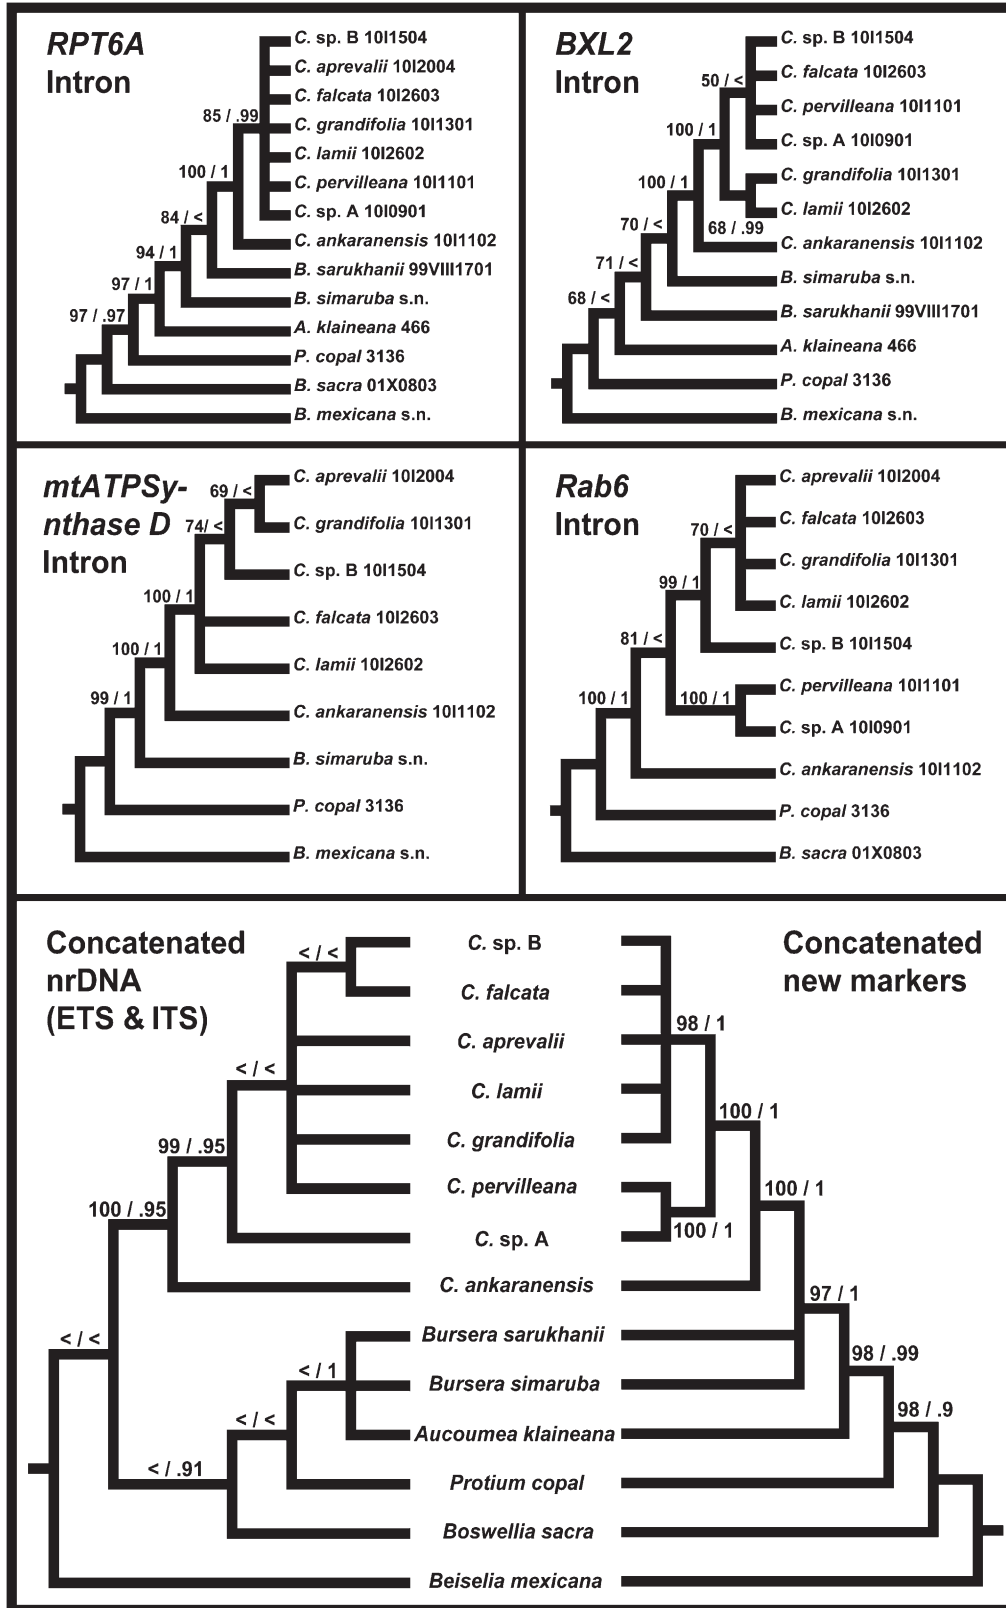 RPT6A
Intron
C. sp. B 10I1504
C. aprevalii 10I2004
C. falcata 10I2603
C. grandifolia 10I1301
C. lamii 10I2602
C. pervilleana 10I1101
C. sp. A 10I0901
C. ankaranensis 10I1102
B. sarukhanii 99VIII1701
B. simaruba s.n.
A. klaineana 466
P. copal 3136
B. sacra 01X0803
B. mexicana s.n.
85 / .99
100 / 1
84 / <
94 / 1
97 / 1
97 / .97
BXL2
Intron
C. sp. B 10I1504
C. falcata 10I2603
C. pervilleana 10I1101
C. sp. A 10I0901
C. grandifolia 10I1301
C. lamii 10I2602
C. ankaranensis 10I1102
B. simaruba s.n.
B. sarukhanii 99VIII1701
A. klaineana 466
P. copal 3136
B. mexicana s.n.
50 / <
100 / 1
100 / 1
68 / .99
70 / <
71 / <
68 / <
mtATPSy-
nthase D
Intron
C. aprevalii 10I2004
C. grandifolia 10I1301
C. sp. B 10I1504
C. falcata 10I2603
C. lamii 10I2602
C. ankaranensis 10I1102
B. simaruba s.n.
P. copal 3136
B. mexicana s.n.
69 / <
74/ <
100 / 1
100 / 1
99 / 1
Rab6
Intron
C. aprevalii 10I2004
C. falcata 10I2603
C. grandifolia 10I1301
C. lamii 10I2602
C. sp. B 10I1504
C. pervilleana 10I1101
C. sp. A 10I0901
C. ankaranensis 10I1102
P. copal 3136
B. sacra 01X0803
70 / <
99 / 1
81 / <
100 / 1
100 / 1
Concatenated
nrDNA
(ETS & ITS)
Concatenated
new markers
C. sp. B
C. falcata
C. aprevalii
C. lamii
C. grandifolia
C. pervilleana
C. sp. A
C. ankaranensis
Bursera sarukhanii
Bursera simaruba
Aucoumea klaineana
Protium copal
Boswellia sacra
Beiselia mexicana
< / <
< / <
99 / .95
100 / .95
< / <
< / 1
< / <
< / .91
98 / 1
100 / 1
100 / 1
100 / 1
97 / 1
98 / .99
98 / .9